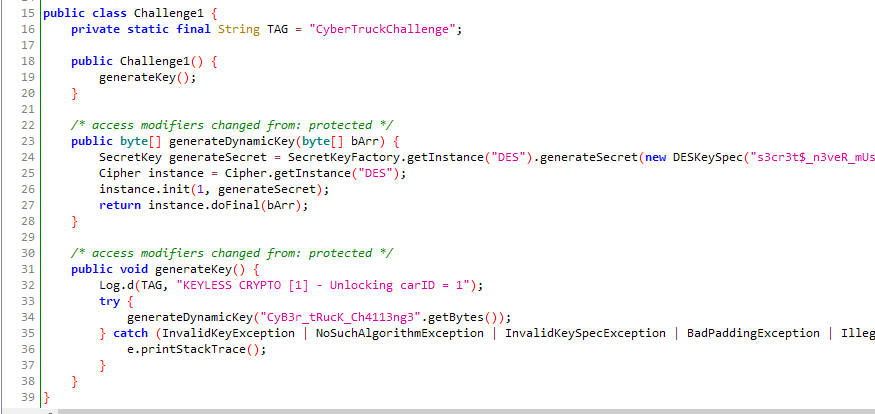 15 public class Challenge1 {
16     private static final String TAG = "CyberTruckChallenge";
17
18     public Challenge1() {
19         generateKey();
20     }
21
22     /* access modifiers changed from: protected */
23     public byte[] generateDynamicKey(byte[] bArr) {
24         SecretKey generateSecret = SecretKeyFactory.getInstance("DES").generateSecret(new DESKeySpec("s3cr3t$_n3veR_mUs
25         Cipher instance = Cipher.getInstance("DES");
26         instance.init(1, generateSecret);
27         return instance.doFinal(bArr);
28     }
29
30     /* access modifiers changed from: protected */
31     public void generateKey() {
32         Log.d(TAG, "KEYLESS CRYPTO [1] - Unlocking carID = 1");
33         try {
34             generateDynamicKey("CyB3r_tRucK_Ch4113ng3".getBytes());
35         } catch (InvalidKeyException | NoSuchAlgorithmException | InvalidKeySpecException | BadPaddingException | Illeg
36             e.printStackTrace();
37         }
38     }
39 }